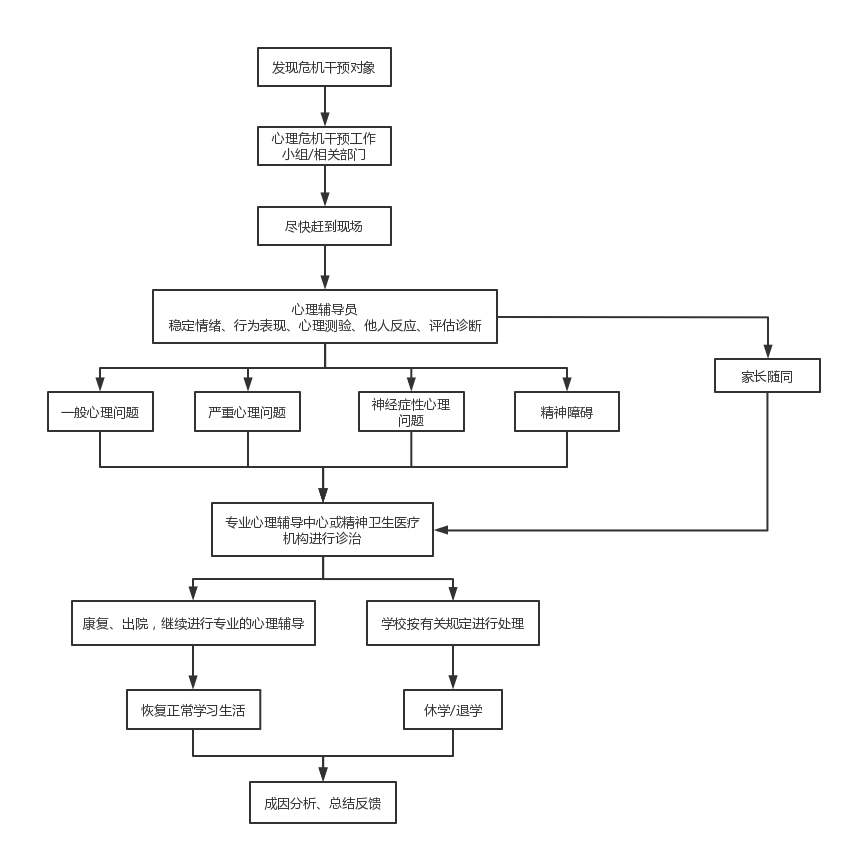 发现危机干预对象
心理危机干预工作
小组/相关部门
尽快赶到现场
心理辅导员
稳定情绪、行为表现、心理测验、他人反应、评估诊断
家长随同
一般心理问题
严重心理问题
神经症性心理
问题
精神障碍
专业心理辅导中心或精神卫生医疗
机构进行诊治
康复、出院，继续进行专业的心理辅导
学校按有关规定进行处理
恢复正常学习生活
休学/退学
成因分析、总结反馈